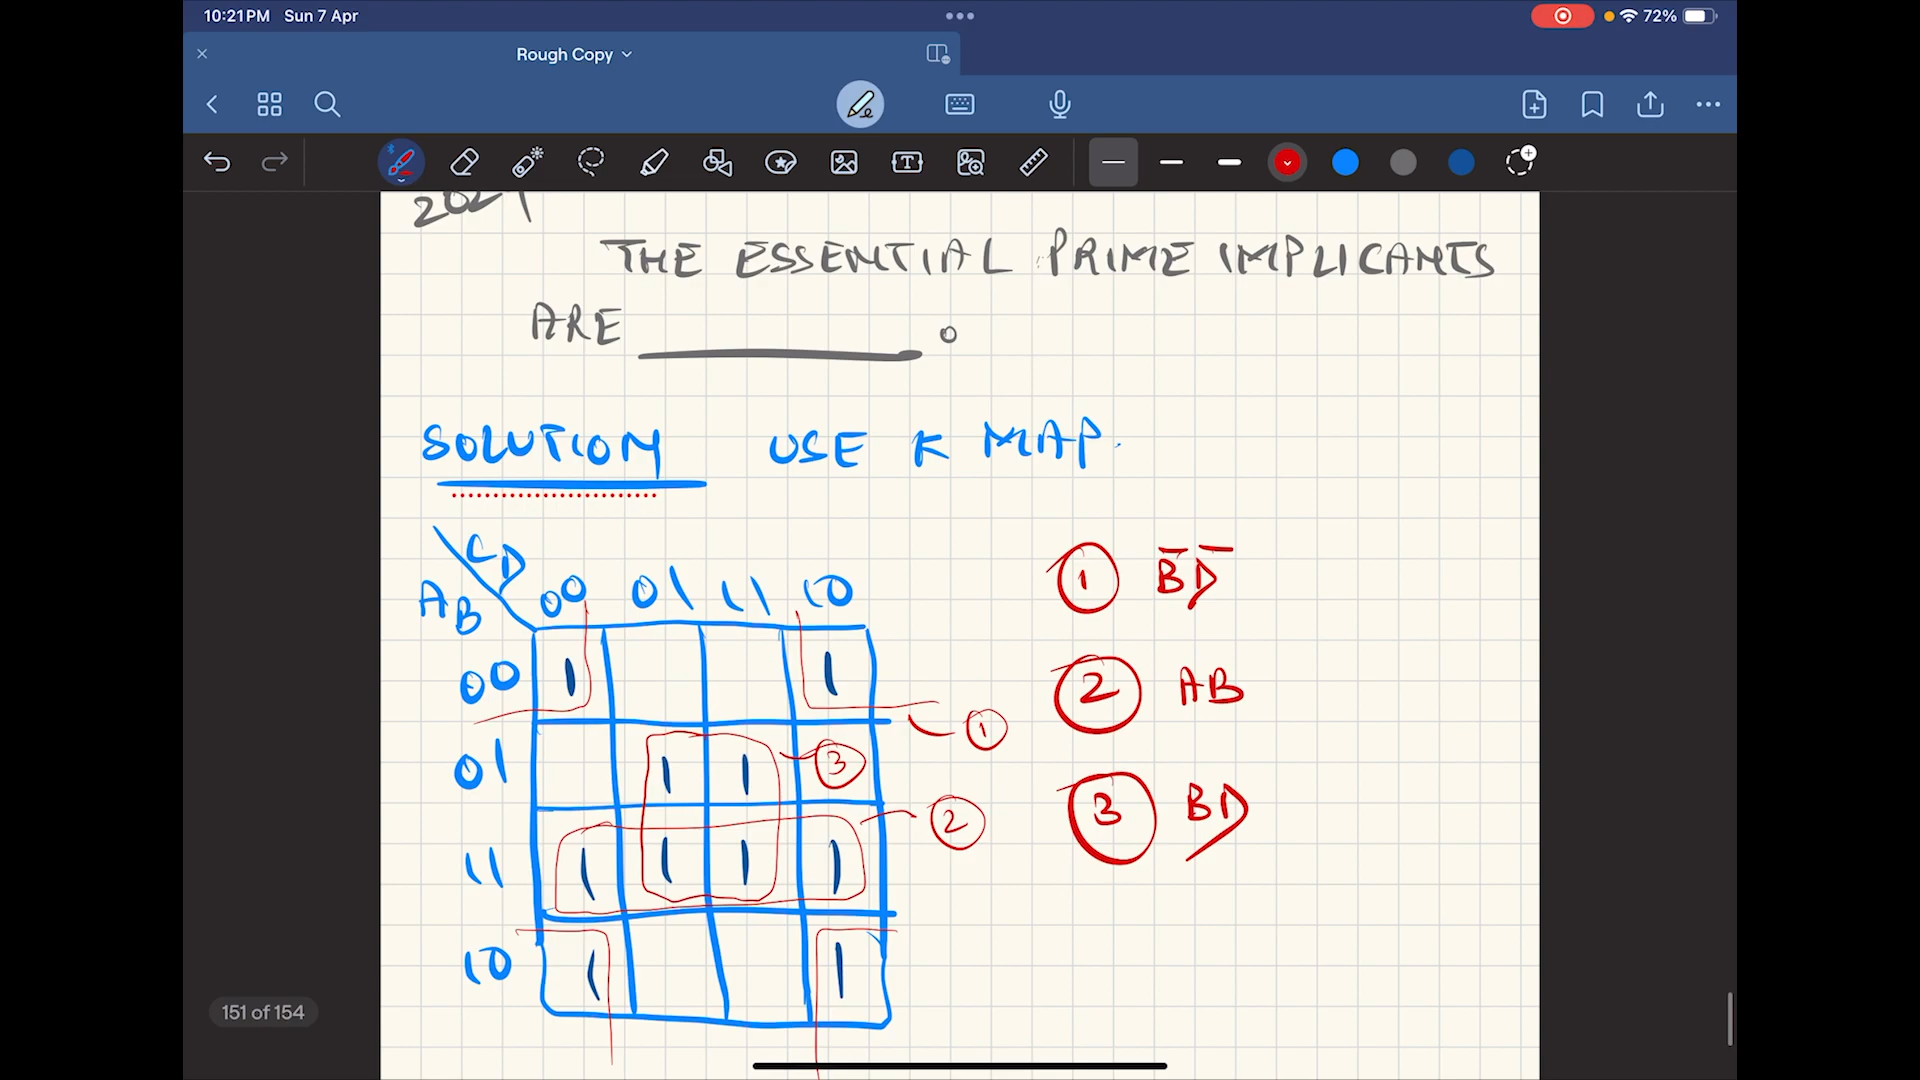 10:21PM Sun 7 Apr
72%
Rough Copy
THE ESSENTIAL PRIME IMPLICANTS
ARE ________ .
SOLUTION USE K MAP.
CD
AB
00 01 11 10
00 1 1
01 1 1
11 1 1 1 1
10 1 1
1
3
2
1 B̅D̅
2 AB
3 BD
151 of 154